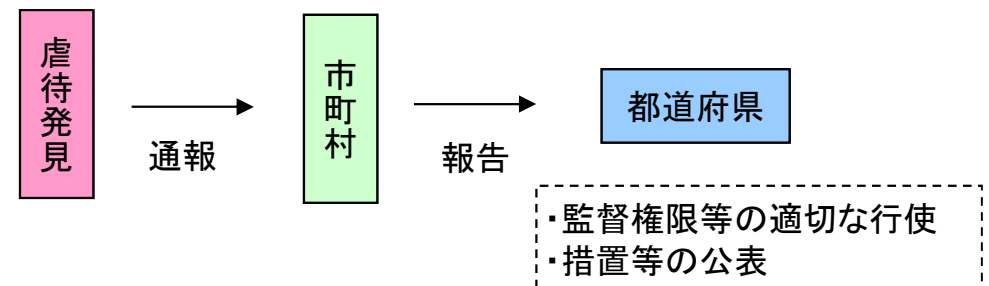 虐待発見
通報
市町村
報告
都道府県
・監督権限等の適切な行使
・措置等の公表